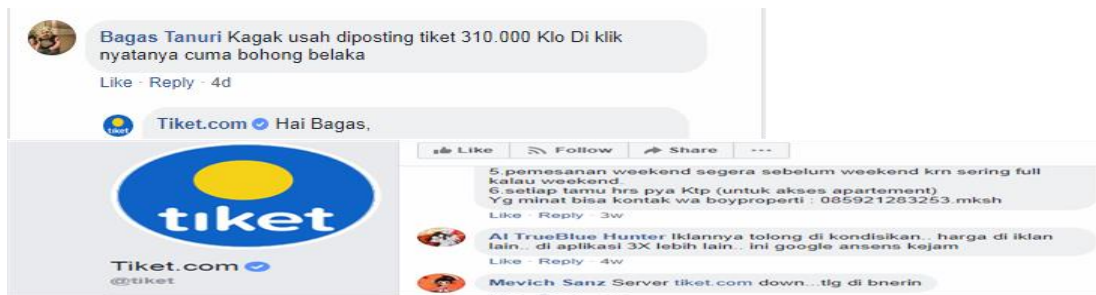 Bagas Tanuri Kagak usah diposting tiket 310.000 Klo Di klik
nyatanya cuma bohong belaka
Like · Reply · 4d
tiket
Tiket.com Hai Bagas,
tiket
Tiket.com
@tiket
Like Follow Share ...
5.pemesanan weekend segera sebelum weekend krn sering full
kalau weekend.
6.setiap tamu hrs pya Ktp (untuk akses apartement)
Yg minat bisa kontak wa boyproperti : 085921283253.mksh
Like · Reply · 3w
Al TrueBlue Hunter Iklannya tolong di kondisikan.. harga di iklan
lain.. di aplikasi 3X lebih lain.. ini google ansens kejam
Like · Reply · 4w
Mevich Sanz Server tiket.com down...tlg di bnerin